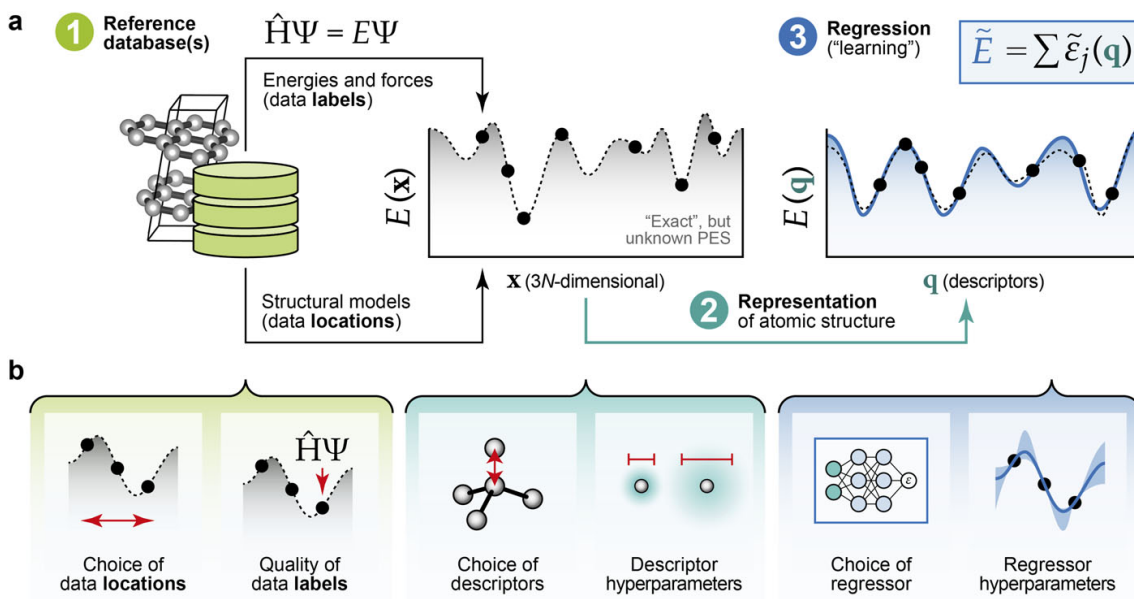 a
1
Reference
database(s)
ĤΨ = EΨ
Energies and forces
(data labels)
Structural models
(data locations)
E (x)
"Exact", but
unknown PES
x (3N-dimensional)
2
Representation
of atomic structure
3
Regression
("learning")
Ẽ = ∑ ε̃ⱼ(q)
E (q)
q (descriptors)
b
Choice of
data locations
ĤΨ
Quality of
data labels
Choice of
descriptors
Descriptor
hyperparameters
ε
Choice of
regressor
Regressor
hyperparameters